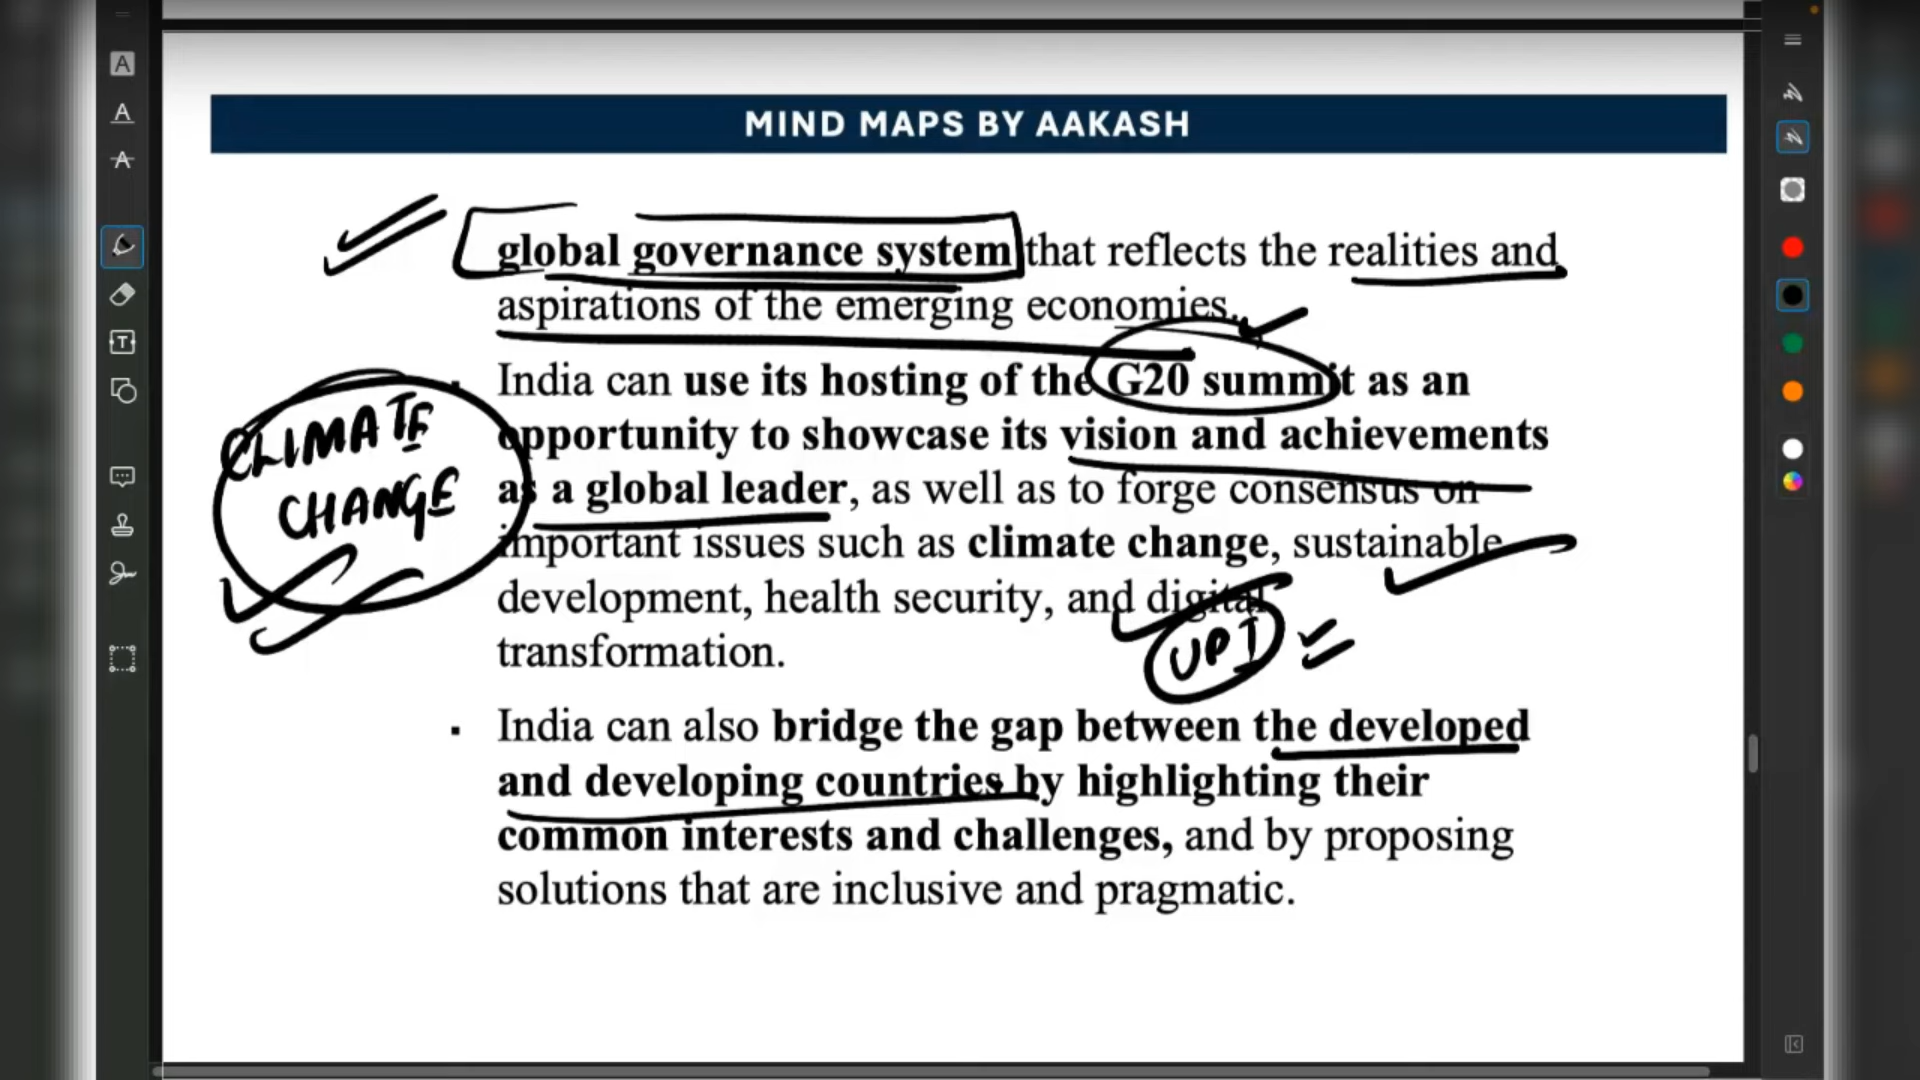 MIND MAPS BY AAKASH
global governance system that reflects the realities and
aspirations of the emerging economies.
India can use its hosting of the G20 summit as an
opportunity to showcase its vision and achievements
as a global leader, as well as to forge consensus on
important issues such as climate change, sustainable
development, health security, and digital
transformation.
CLIMATE
CHANGE
UPI
▪ India can also bridge the gap between the developed
and developing countries by highlighting their
common interests and challenges, and by proposing
solutions that are inclusive and pragmatic.